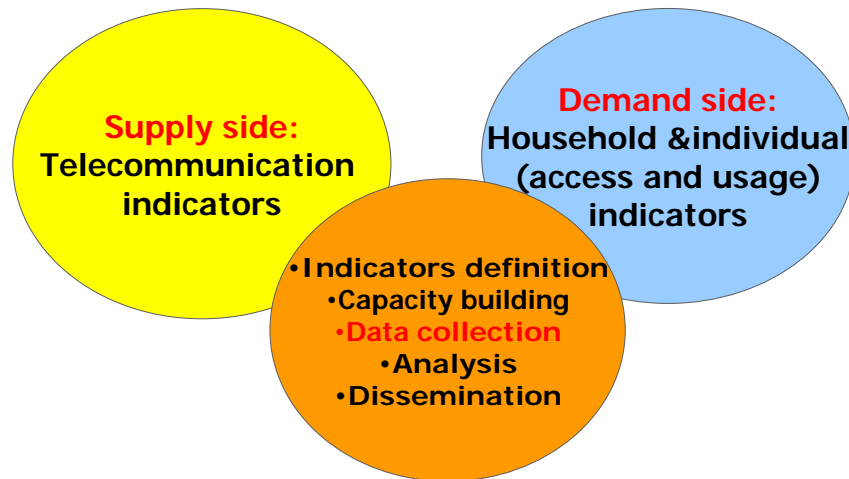 Supply side:
Telecommunication
indicators
Demand side:
Household &individual
(access and usage)
indicators
•Indicators definition
•Capacity building
•Data collection
•Analysis
•Dissemination